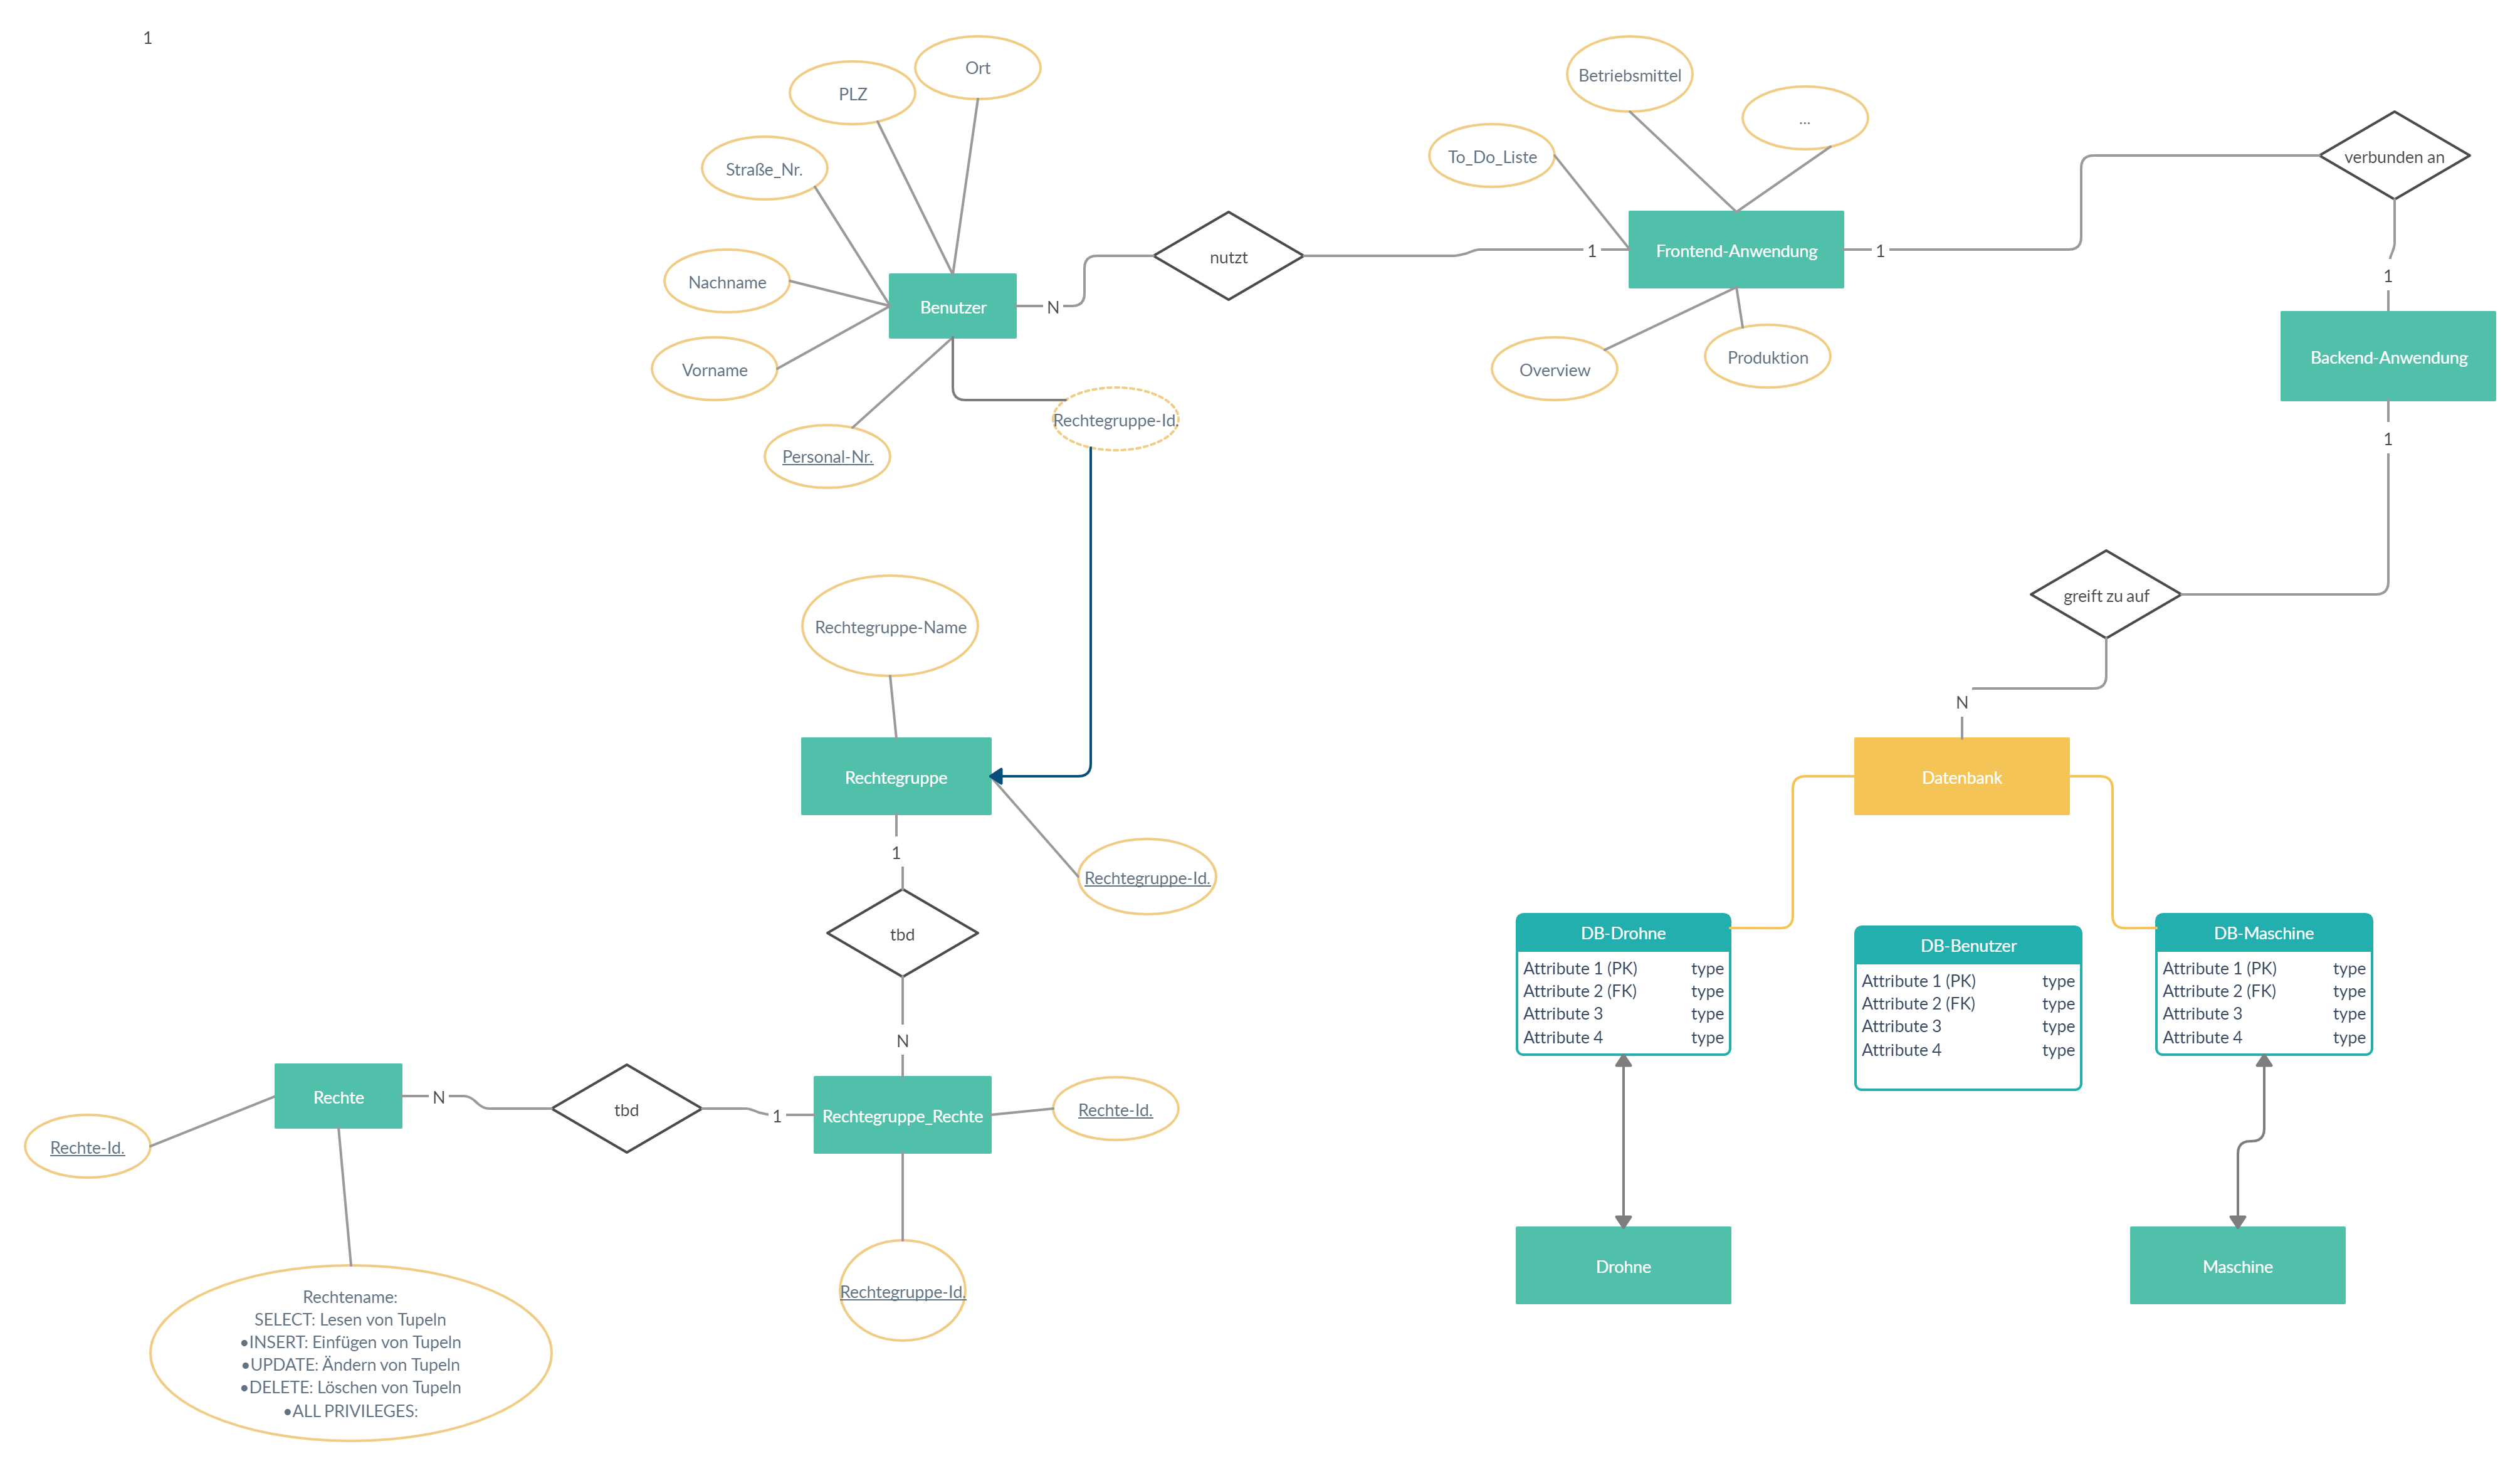 1
Ort
PLZ
Betriebsmittel
...
Straße_Nr.
To_Do_Liste
verbunden an
Nachname
Benutzer
N
nutzt
1
Frontend-Anwendung
1
1
Vorname
Overview
Produktion
Backend-Anwendung
Rechtegruppe-Id.
Personal-Nr.
1
greift zu auf
Rechtegruppe-Name
N
Rechtegruppe
Datenbank
1
Rechtegruppe-Id.
tbd
DB-Drohne
Attribute 1 (PK) type
Attribute 2 (FK) type
Attribute 3 type
Attribute 4 type
DB-Benutzer
Attribute 1 (PK) type
Attribute 2 (FK) type
Attribute 3 type
Attribute 4 type
DB-Maschine
Attribute 1 (PK) type
Attribute 2 (FK) type
Attribute 3 type
Attribute 4 type
N
Rechte
N
tbd
1
Rechtegruppe_Rechte
Rechte-Id.
Rechte-Id.
Rechtegruppe-Id.
Drohne
Maschine
Rechtename:
SELECT: Lesen von Tupeln
•INSERT: Einfügen von Tupeln
•UPDATE: Ändern von Tupeln
•DELETE: Löschen von Tupeln
•ALL PRIVILEGES: